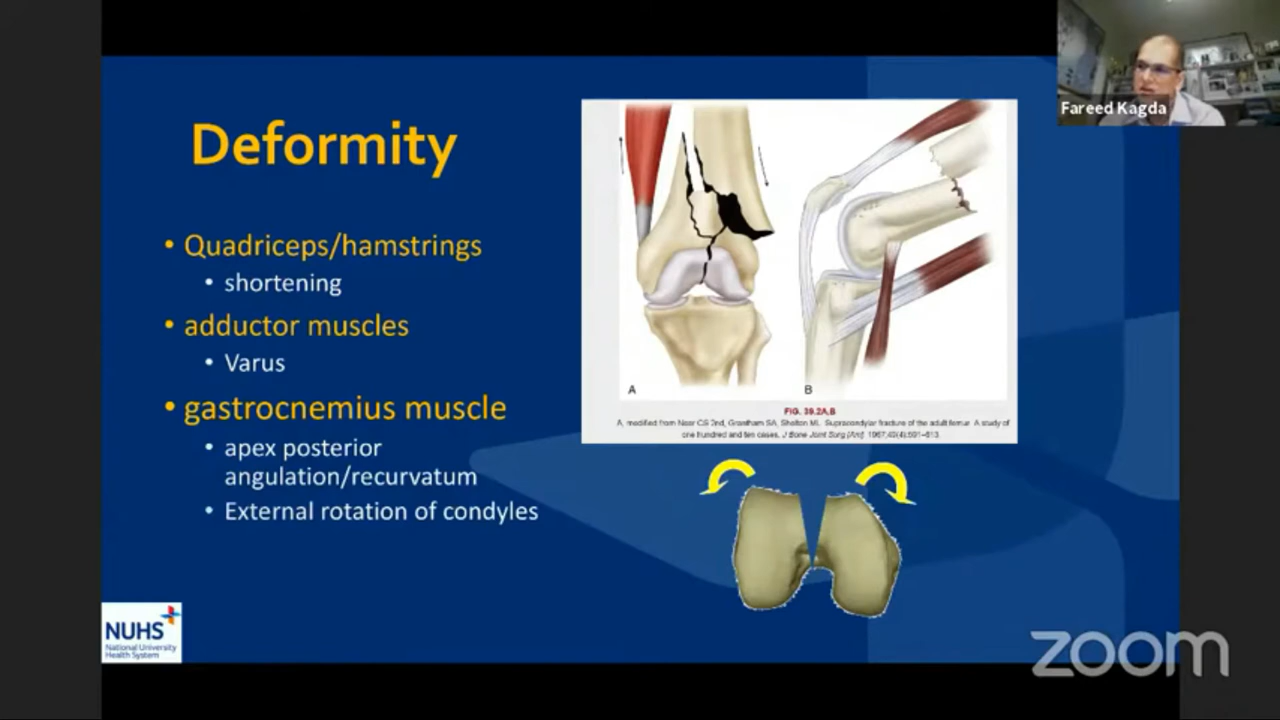 Fareed Kagda
Deformity
• Quadriceps/hamstrings
• shortening
• adductor muscles
• Varus
• gastrocnemius muscle
• apex posterior
angulation/recurvatum
• External rotation of condyles
A
B
FIG. 39.2A,B
A, modified from Neer CS 2nd, Grantham SA, Shelton ML. Supracondylar fracture of the adult femur. A study of
one hundred and ten cases. J Bone Joint Surg (Am) 1967;49(4):591–613.
NUHS
National University
Health System
zoom